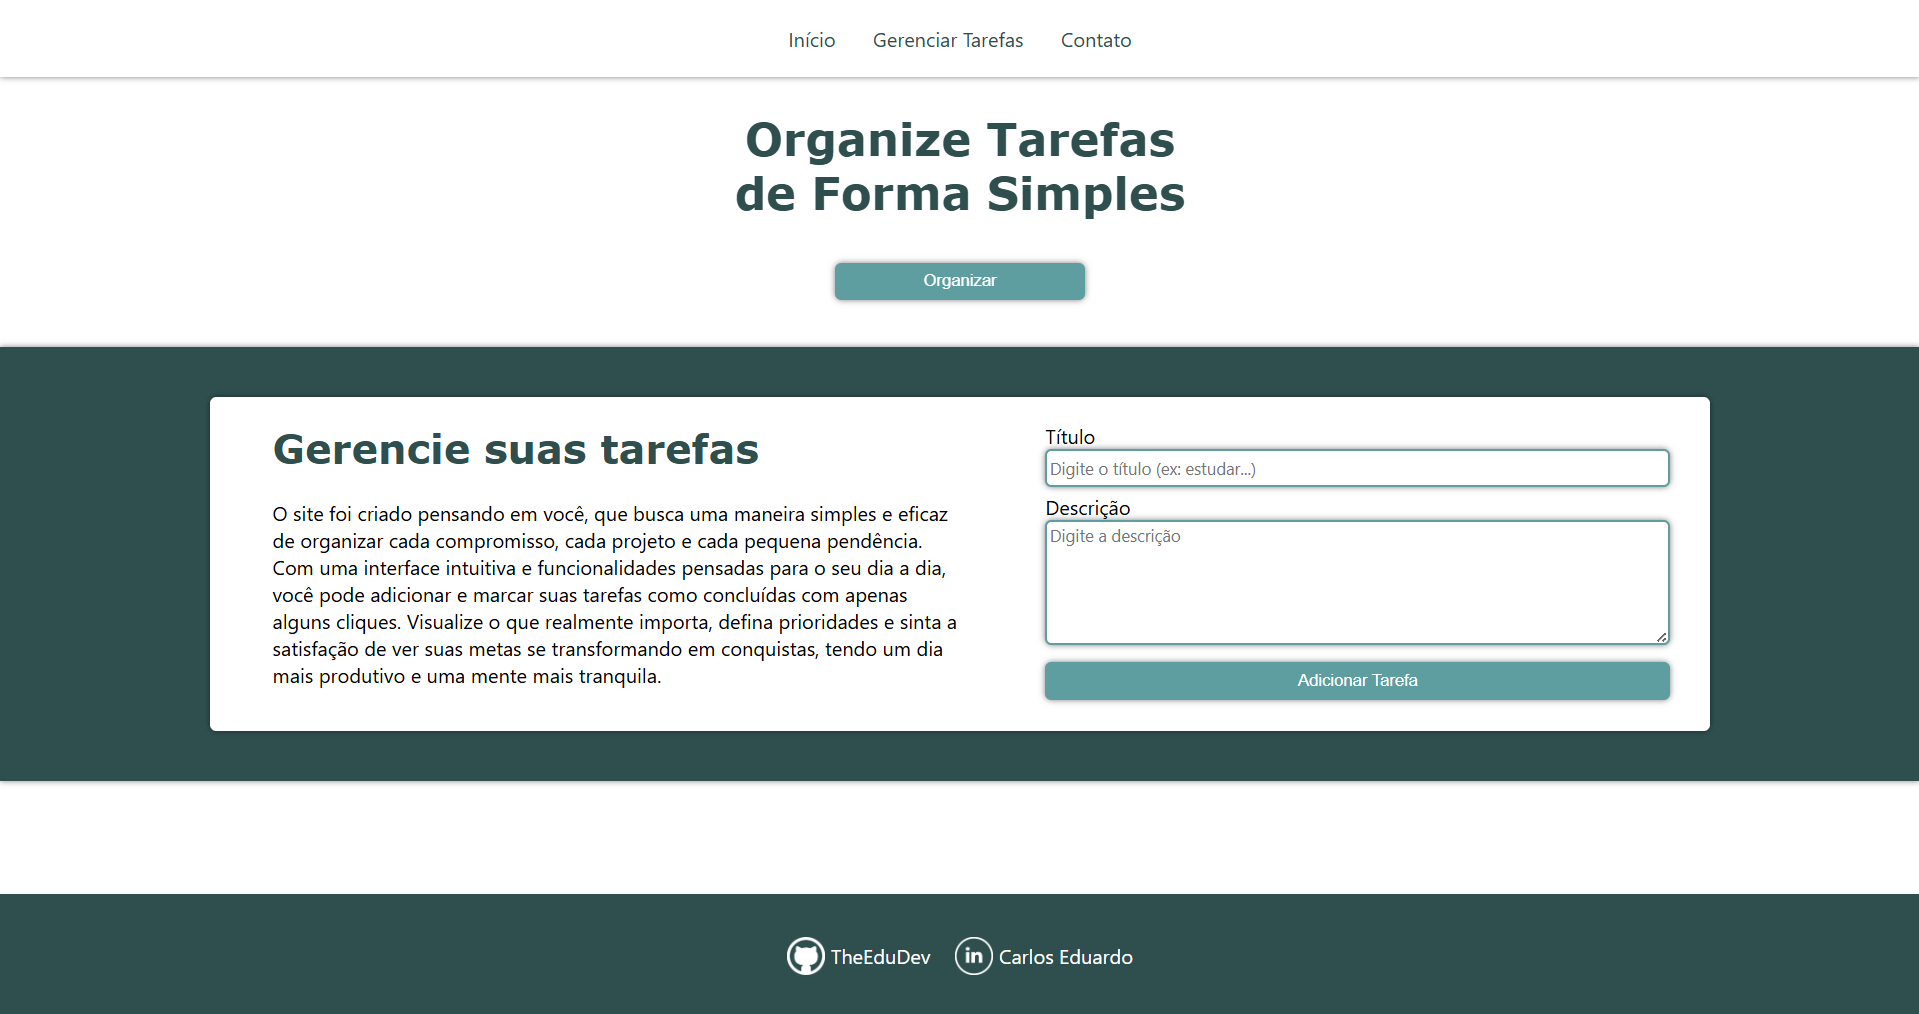 Início Gerenciar Tarefas Contato
Organize Tarefas
de Forma Simples
Organizar
Gerencie suas tarefas
O site foi criado pensando em você, que busca uma maneira simples e eficaz
de organizar cada compromisso, cada projeto e cada pequena pendência.
Com uma interface intuitiva e funcionalidades pensadas para o seu dia a dia,
você pode adicionar e marcar suas tarefas como concluídas com apenas
alguns cliques. Visualize o que realmente importa, defina prioridades e sinta a
satisfação de ver suas metas se transformando em conquistas, tendo um dia
mais produtivo e uma mente mais tranquila.
Título
Digite o título (ex: estudar...)
Descrição
Digite a descrição
Adicionar Tarefa
TheEduDev in Carlos Eduardo